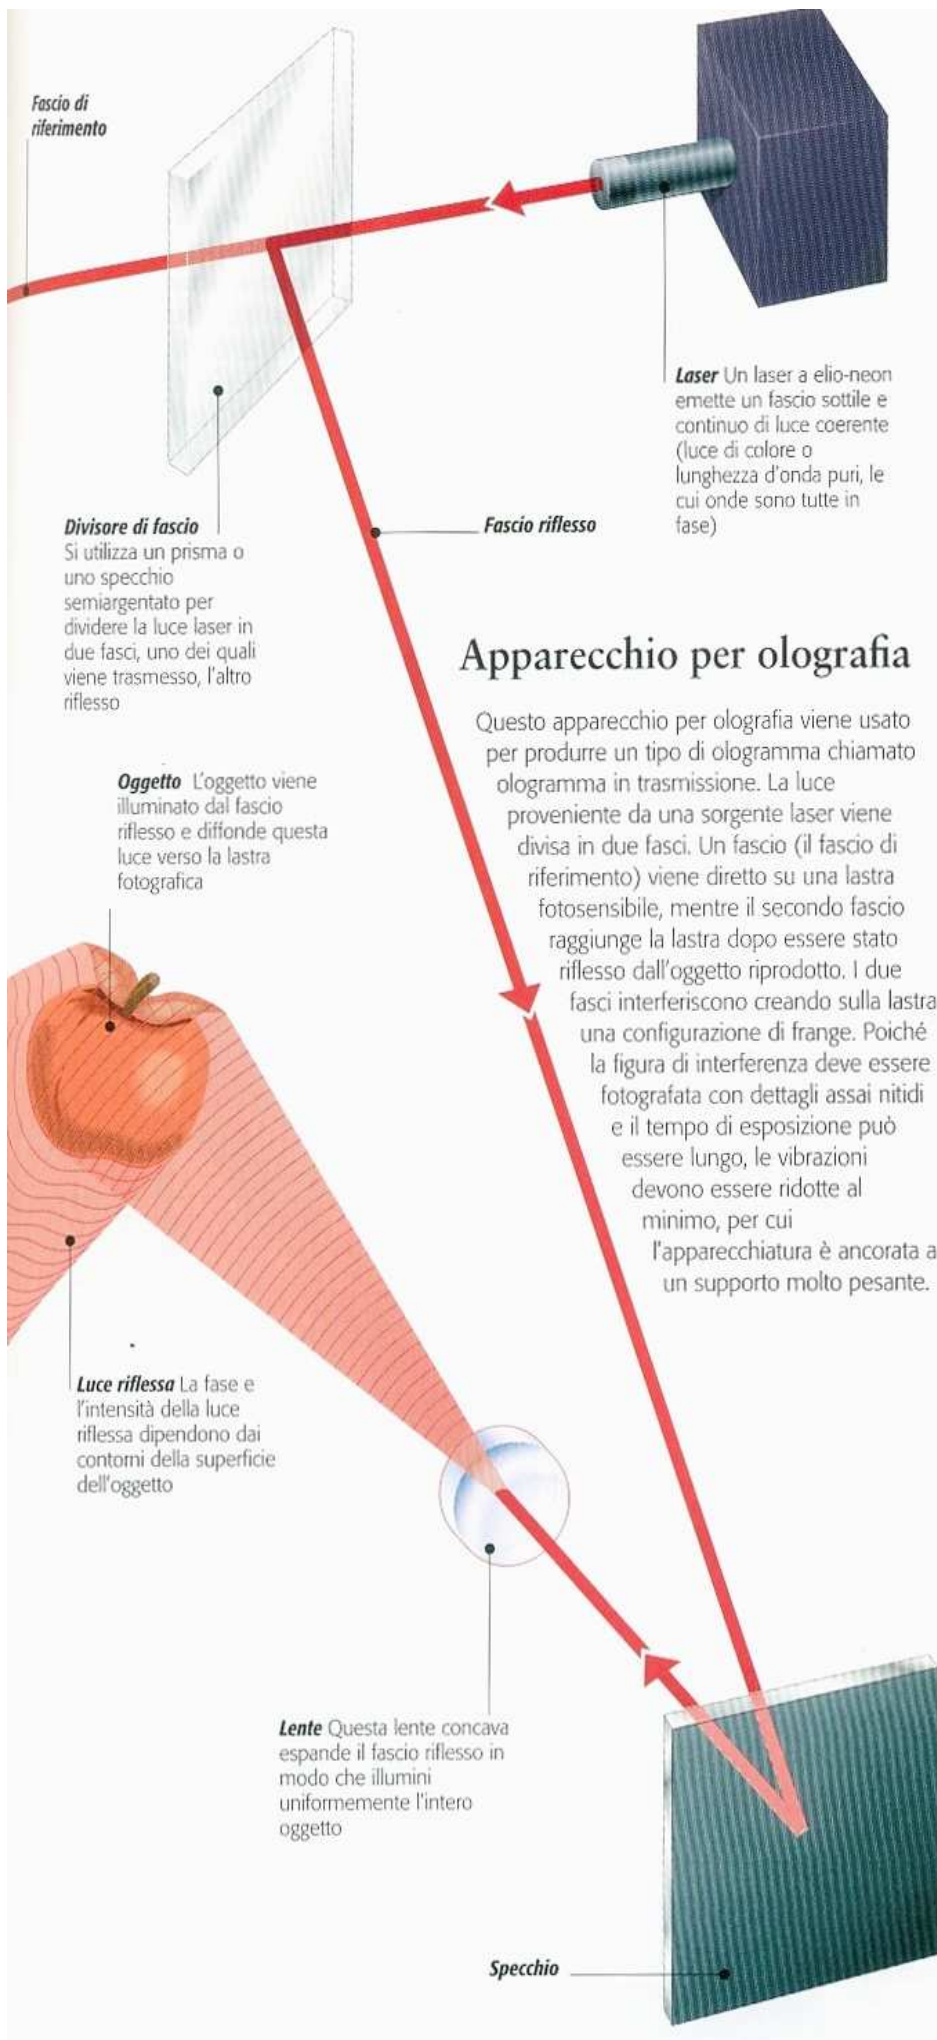 Fascio di
riferimento
Laser Un laser a elio-neon
emette un fascio sottile e
continuo di luce coerente
(luce di colore o
lunghezza d'onda puri, le
cui onde sono tutte in
fase)
Divisore di fascio
Si utilizza un prisma o
uno specchio
semiargentato per
dividere la luce laser in
due fasci, uno dei quali
viene trasmesso, l'altro
riflesso
Fascio riflesso
Apparecchio per olografia
Questo apparecchio per olografia viene usato
per produrre un tipo di ologramma chiamato
ologramma in trasmissione. La luce
proveniente da una sorgente laser viene
divisa in due fasci. Un fascio (il fascio di
riferimento) viene diretto su una lastra
fotosensibile, mentre il secondo fascio
raggiunge la lastra dopo essere stato
riflesso dall'oggetto riprodotto. I due
fasci interferiscono creando sulla lastra
una configurazione di frange. Poiché
la figura di interferenza deve essere
fotografata con dettagli assai nitidi
e il tempo di esposizione può
essere lungo, le vibrazioni
devono essere ridotte al
minimo, per cui
l'apparecchiatura è ancorata a
un supporto molto pesante.
Oggetto L'oggetto viene
illuminato dal fascio
riflesso e diffonde questa
luce verso la lastra
fotografica
Luce riflessa La fase e
l'intensità della luce
riflessa dipendono dai
contorni della superficie
dell'oggetto
Lente Questa lente concava
espande il fascio riflesso in
modo che illumini
uniformemente l'intero
oggetto
Specchio